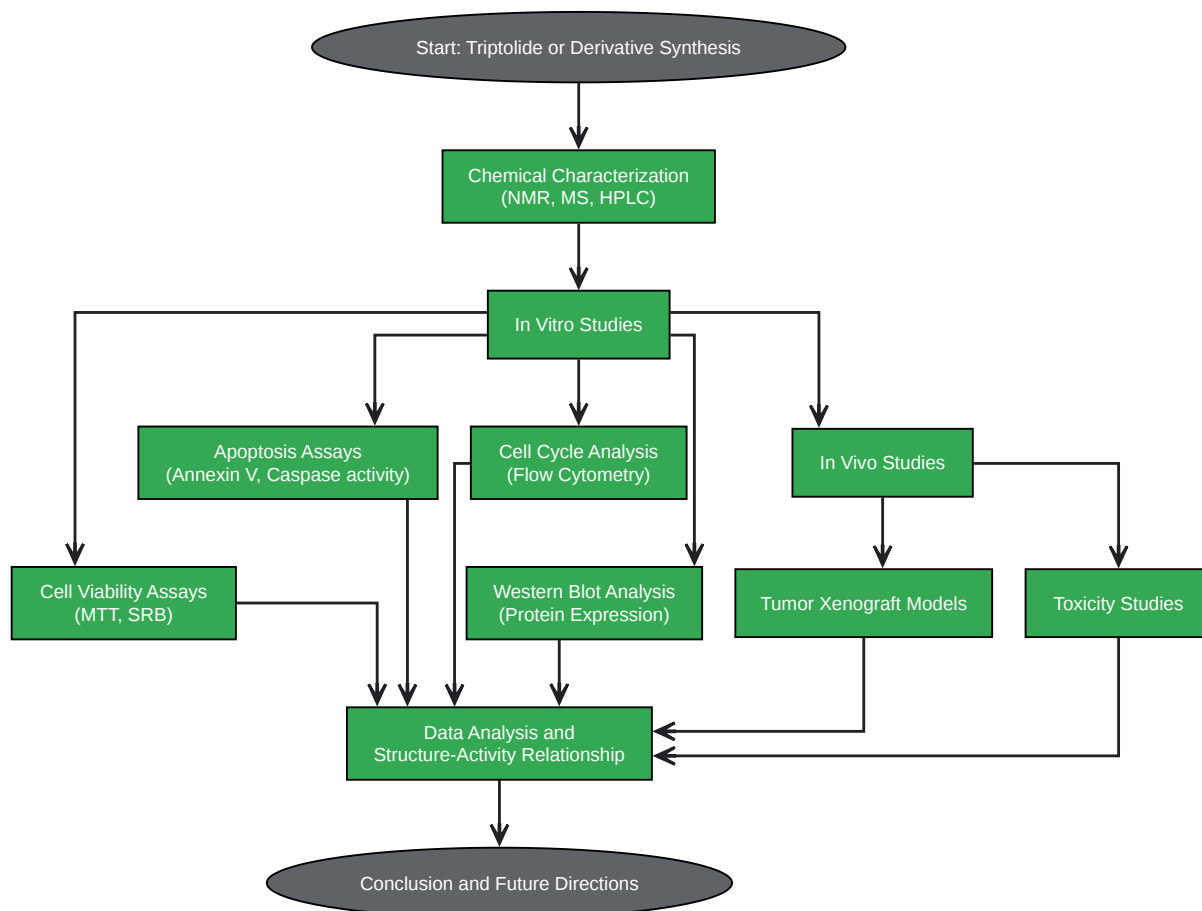 Start: Triptolide or Derivative Synthesis
Chemical Characterization
(NMR, MS, HPLC)
In Vitro Studies
Apoptosis Assays
(Annexin V, Caspase activity)
Cell Cycle Analysis
(Flow Cytometry)
In Vivo Studies
Cell Viability Assays
(MTT, SRB)
Western Blot Analysis
(Protein Expression)
Tumor Xenograft Models
Toxicity Studies
Data Analysis and
Structure-Activity Relationship
Conclusion and Future Directions